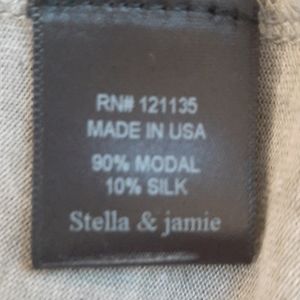 RN# 121135
MADE IN USA
90% MODAL
10% SILK
Stella & jamie